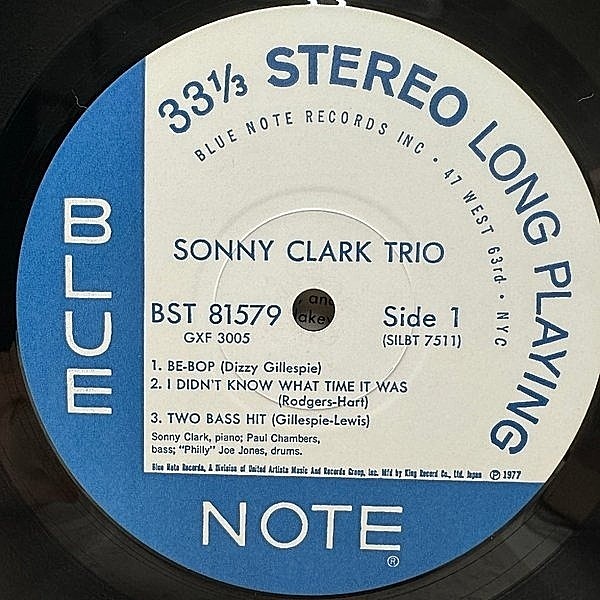 33⅓ STEREO LONG PLAYING
BLUE NOTE RECORDS INC • 47 WEST 63rd • NYC
SONNY CLARK TRIO
BST 81579
Side 1
GXF 3005
(SILBT 7511)
1. BE-BOP (Dizzy Gillespie)
2. I DIDN'T KNOW WHAT TIME IT WAS
(Rodgers-Hart)
3. TWO BASS HIT (Gillespie-Lewis)
Sonny Clark, piano; Paul Chambers,
bass; "Philly" Joe Jones, drums.
Blue Note Records, A Division of United Artists Music And Records Group, Inc. Mfd by King Record Co., Ltd. Japan ℗ 1977
BLUE
NOTE®